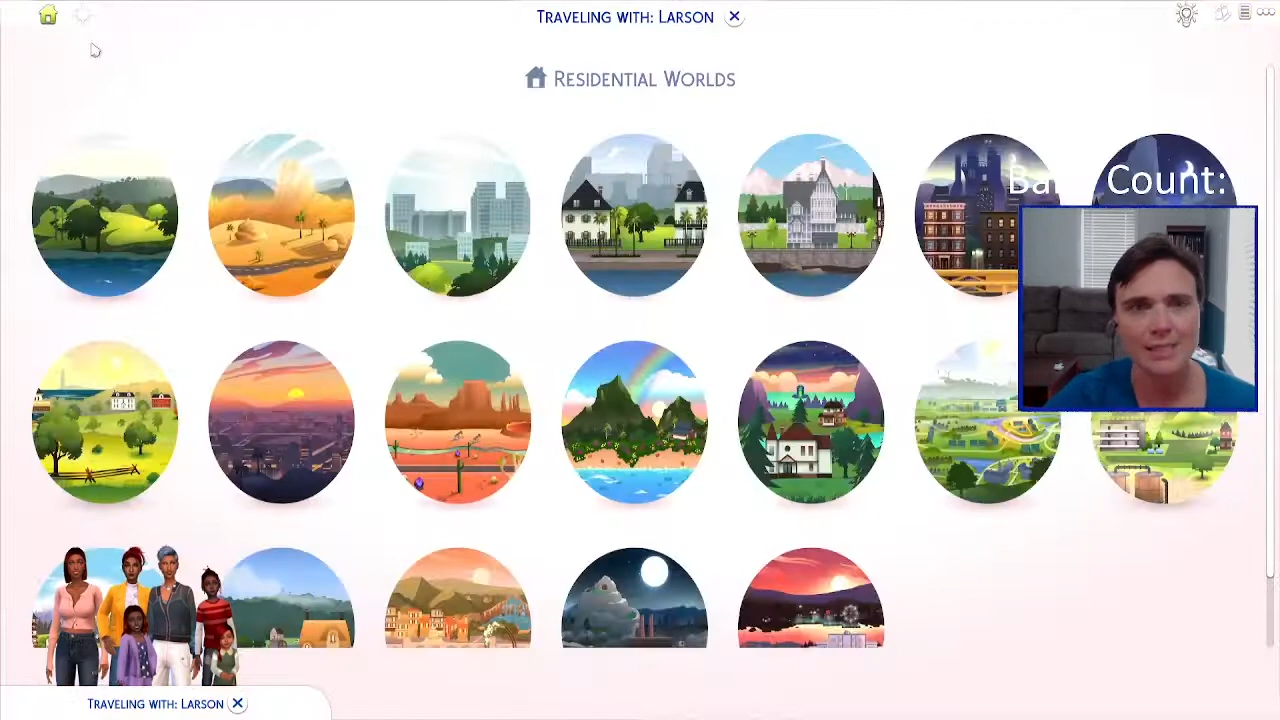 TRAVELING WITH: LARSON
RESIDENTIAL WORLDS
Count:
TRAVELING WITH: LARSON